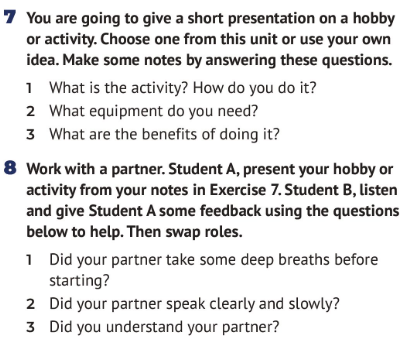 7 You are going to give a short presentation on a hobby
or activity. Choose one from this unit or use your own
idea. Make some notes by answering these questions.
1 What is the activity? How do you do it?
2 What equipment do you need?
3 What are the benefits of doing it?
8 Work with a partner. Student A, present your hobby or
activity from your notes in Exercise 7. Student B, listen
and give Student A some feedback using the questions
below to help. Then swap roles.
1 Did your partner take some deep breaths before
starting?
2 Did your partner speak clearly and slowly?
3 Did you understand your partner?